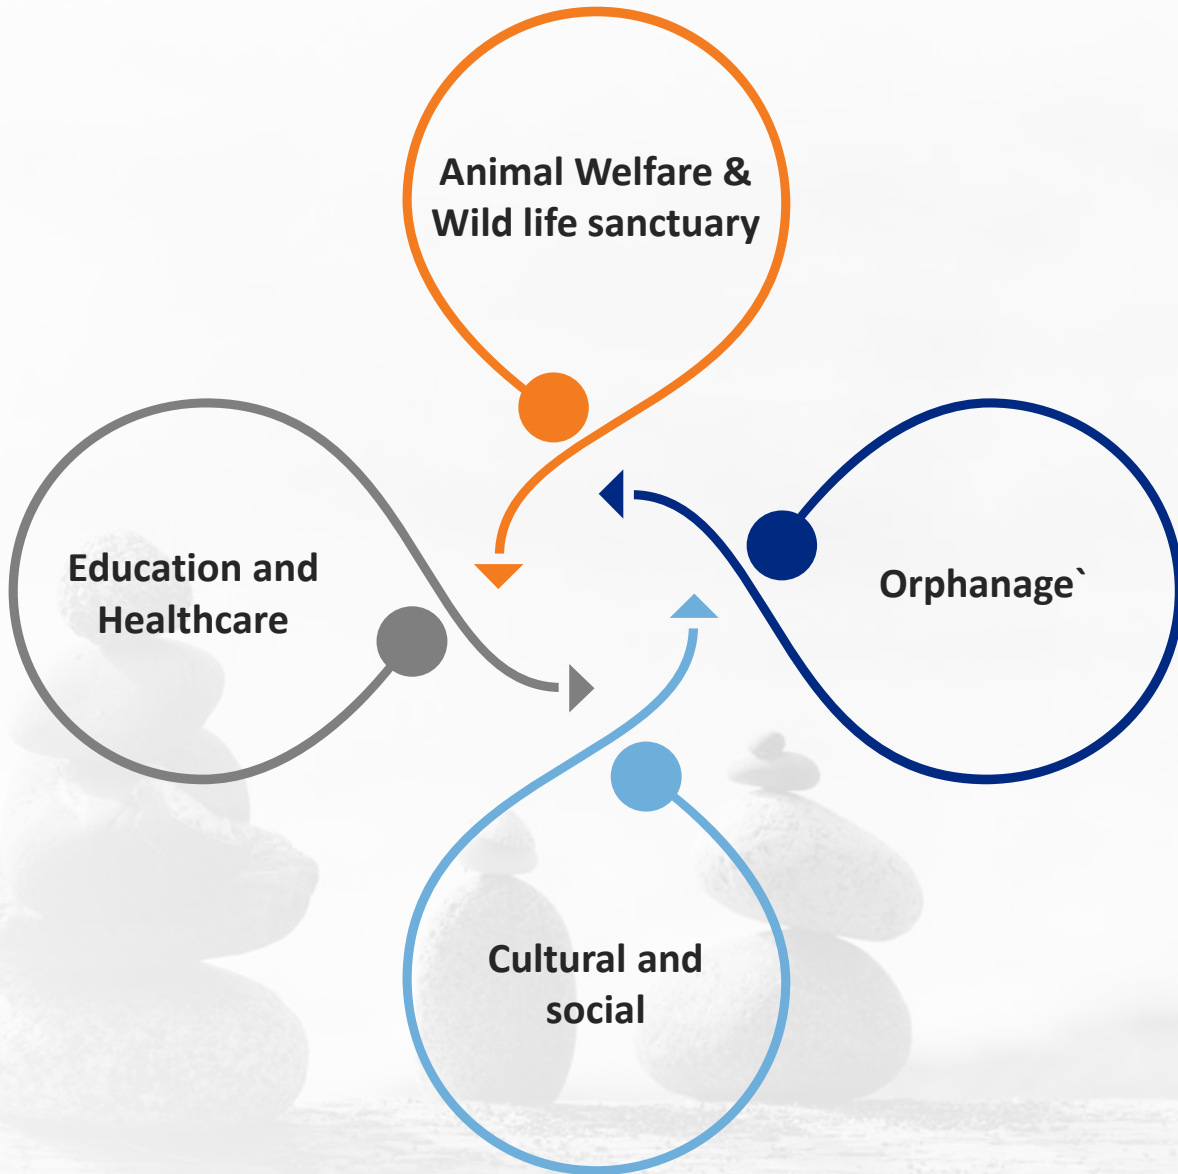 Animal Welfare &
Wild life sanctuary
Education and
Healthcare
Orphanage`
Cultural and
social